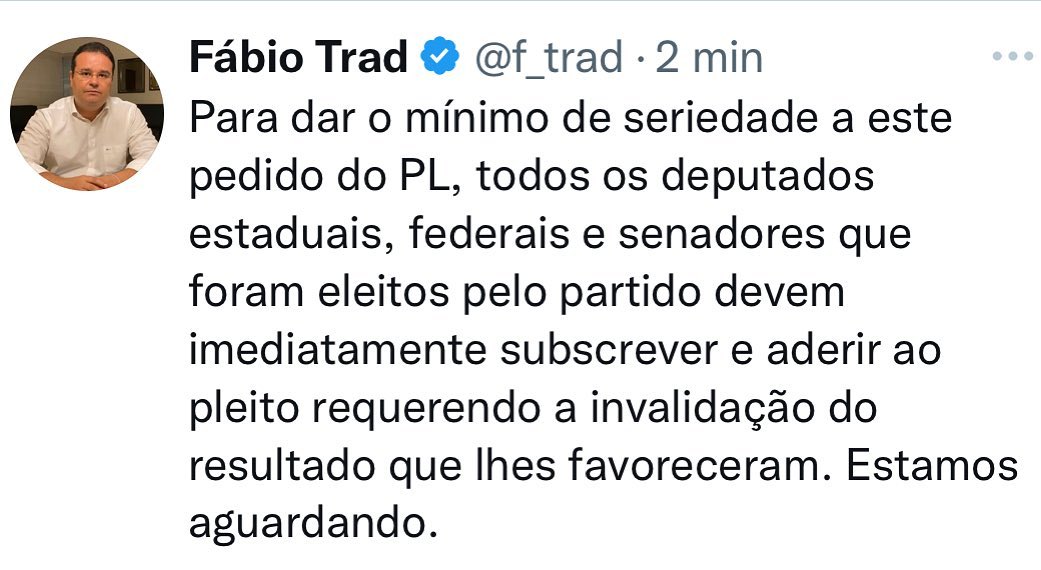 Fábio Trad @f_trad · 2 min
Para dar o mínimo de seriedade a este
pedido do PL, todos os deputados
estaduais, federais e senadores que
foram eleitos pelo partido devem
imediatamente subscrever e aderir ao
pleito requerendo a invalidação do
resultado que lhes favoreceram. Estamos
aguardando.